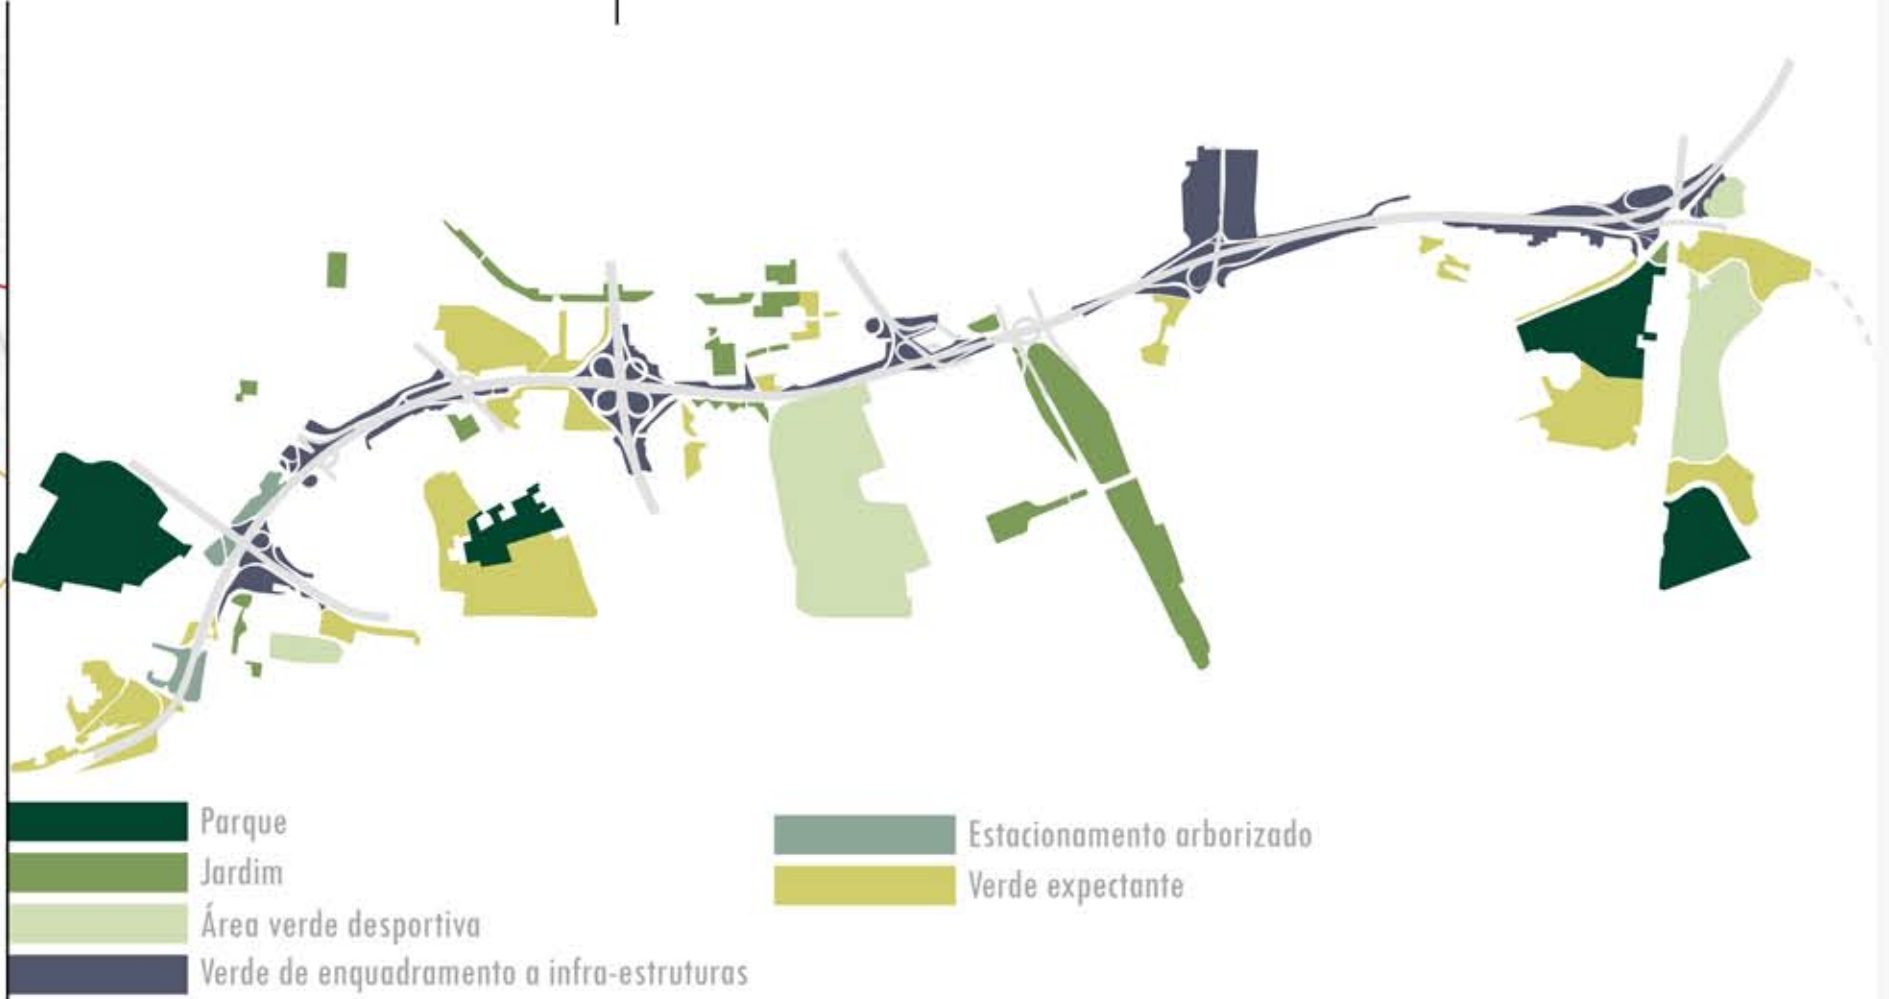 Parque
Jardim
Área verde desportiva
Verde de enquadramento a infra-estruturas
Estacionamento arborizado
Verde expectante